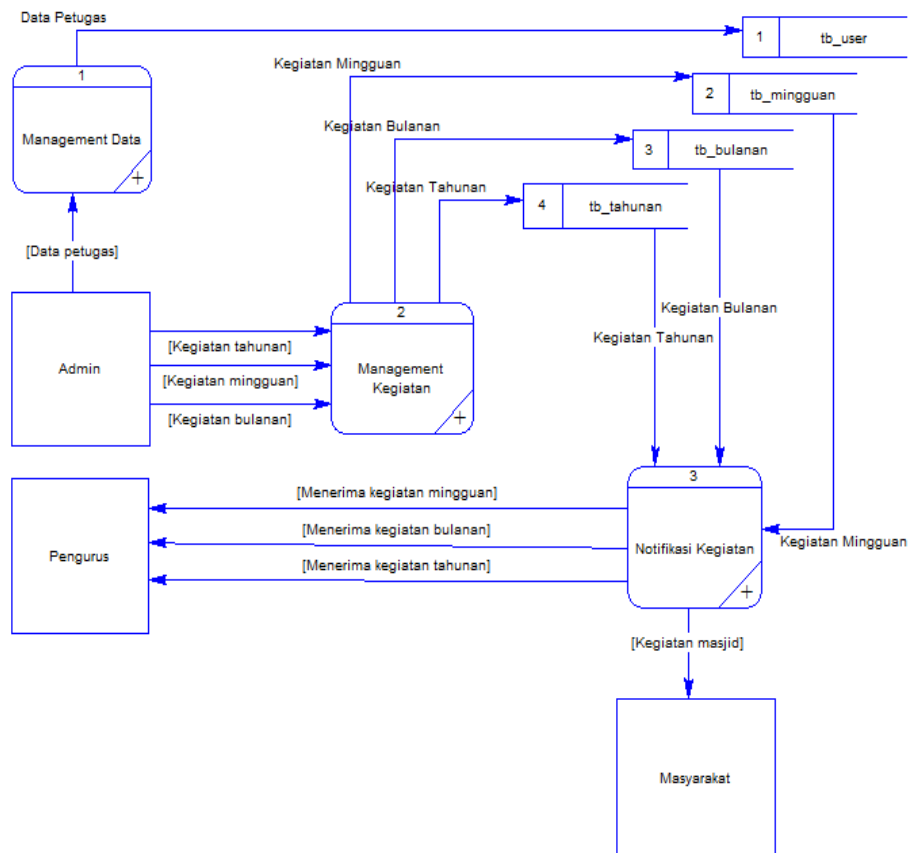 Data Petugas
1
tb_user
1
Management Data
Kegiatan Mingguan
2
tb_mingguan
Kegiatan Bulanan
3
tb_bulanan
Kegiatan Tahunan
4
tb_tahunan
[Data petugas]
Admin
[Kegiatan tahunan]
[Kegiatan mingguan]
[Kegiatan bulanan]
2
Management
Kegiatan
Kegiatan Bulanan
Kegiatan Tahunan
Pengurus
[Menerima kegiatan mingguan]
[Menerima kegiatan bulanan]
[Menerima kegiatan tahunan]
3
Notifikasi Kegiatan
Kegiatan Mingguan
[Kegiatan masjid]
Masyarakat